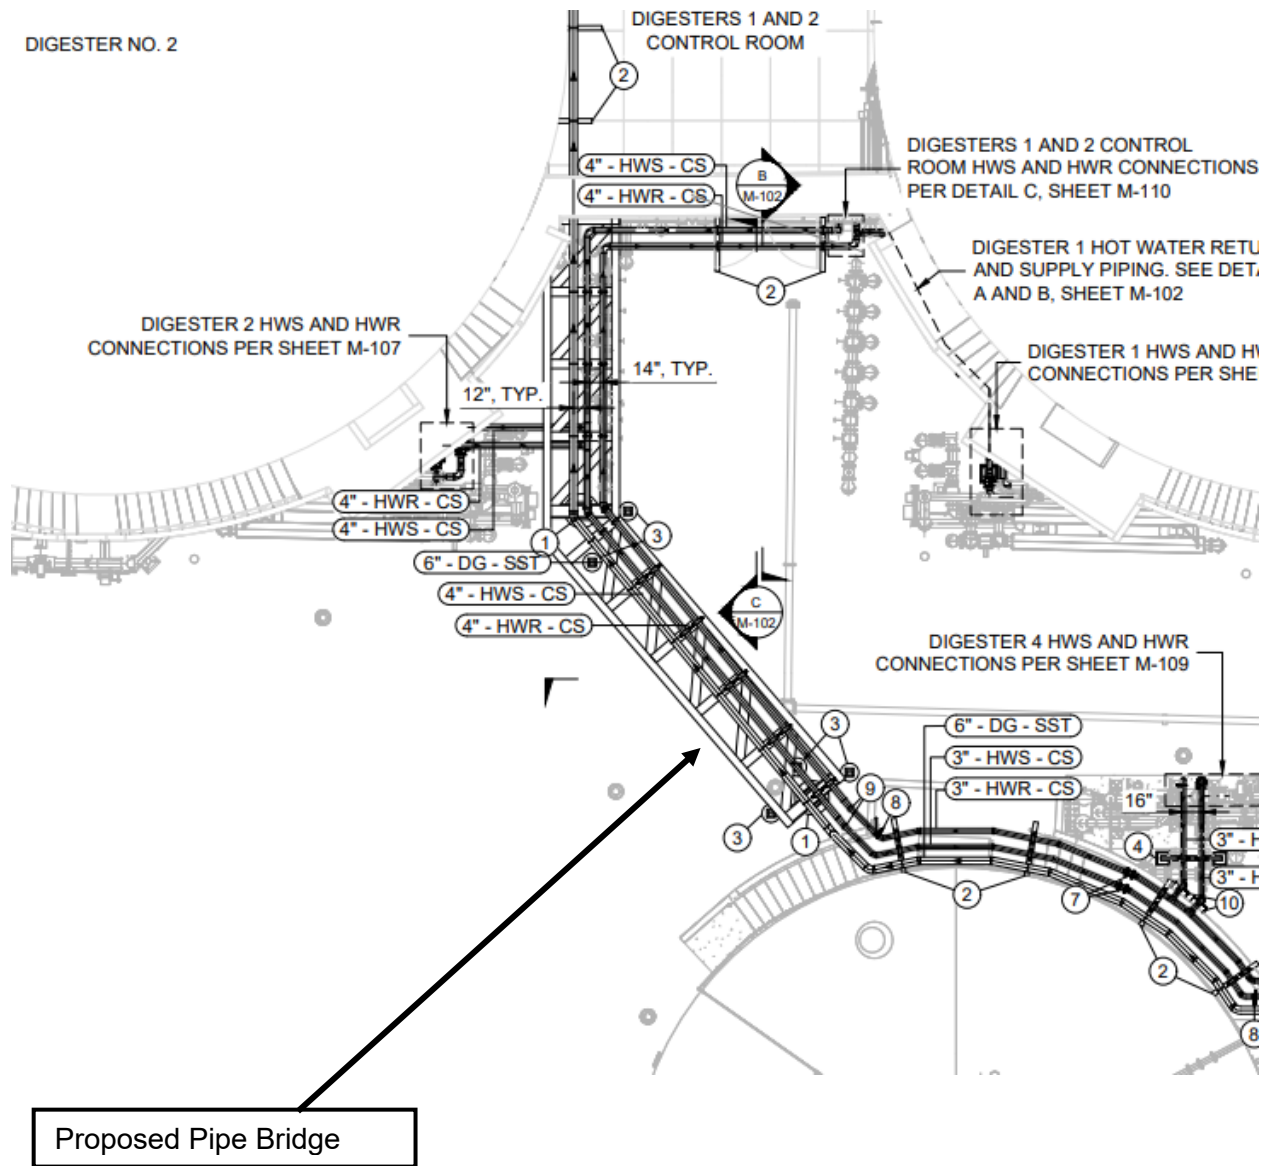 DIGESTER NO. 2
DIGESTERS 1 AND 2
CONTROL ROOM
2
4" - HWS - CS
4" - HWR - CS
B
M-102
DIGESTERS 1 AND 2 CONTROL
ROOM HWS AND HWR CONNECTIONS
PER DETAIL C, SHEET M-110
DIGESTER 1 HOT WATER RETU
AND SUPPLY PIPING. SEE DETA
A AND B, SHEET M-102
2
DIGESTER 2 HWS AND HWR
CONNECTIONS PER SHEET M-107
DIGESTER 1 HWS AND HW
CONNECTIONS PER SHE
14", TYP.
12", TYP.
4" - HWR - CS
4" - HWS - CS
1
3
6" - DG - SST
4" - HWS - CS
4" - HWR - CS
C
M-102
DIGESTER 4 HWS AND HWR
CONNECTIONS PER SHEET M-109
3
6" - DG - SST
3" - HWS - CS
3" - HWR - CS
16"
9
8
3
1
4
3" - H
3" - H
2
7
10
2
8
Proposed Pipe Bridge